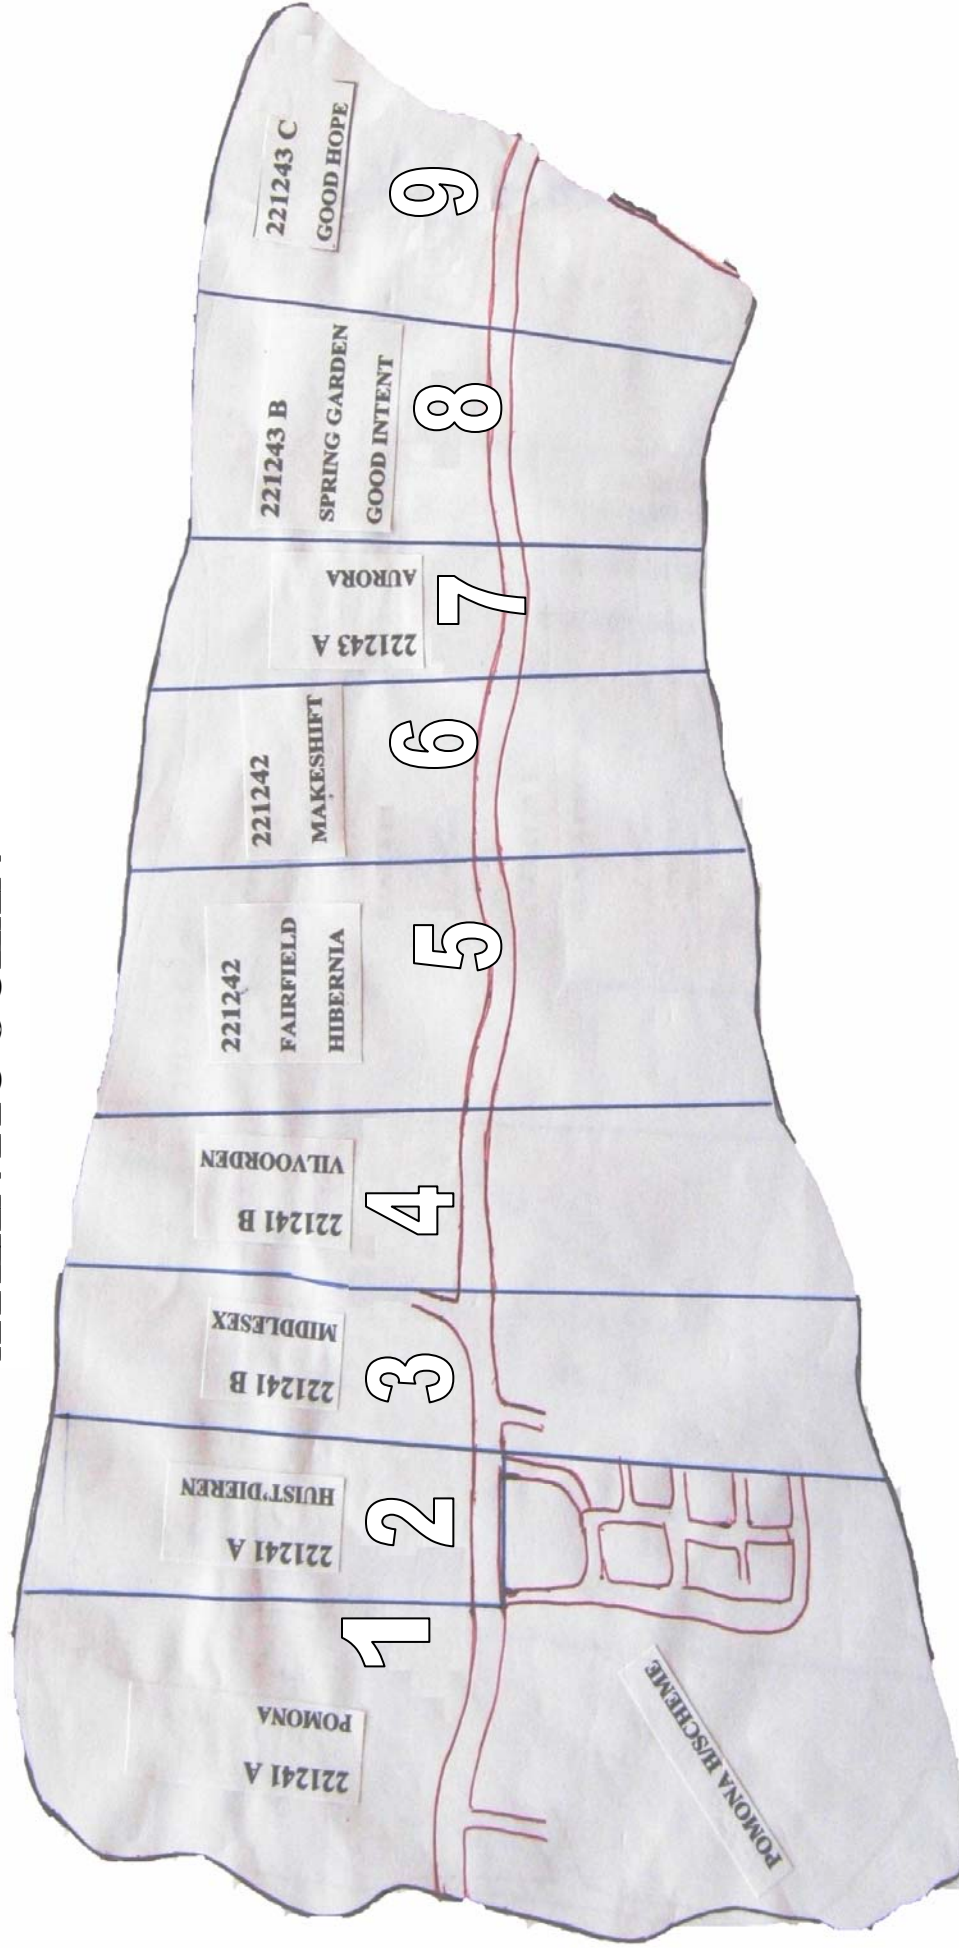 221243 C
GOOD HOPE
9
221243 B
SPRING GARDEN
GOOD INTENT
8
221243 A AURORA
7
221242
MAKESHIFT
6
221242
FAIRFIELD
HIBERNIA
5
221241 B VILVOORDEN
4
221241 B MIDDLESEX
3
221241 A HUIST'DIEREN
2
1
221241 A POMONA
POMONA H/SCHEME